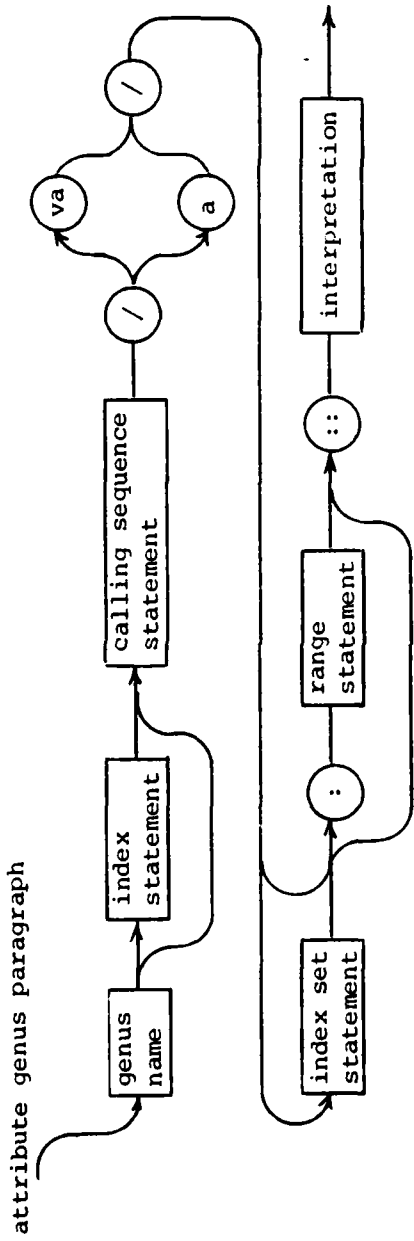 attribute genus paragraph
genus
name
index
statement
calling sequence
statement
/
va
a
/
index set
statement
:
range
statement
::
interpretation